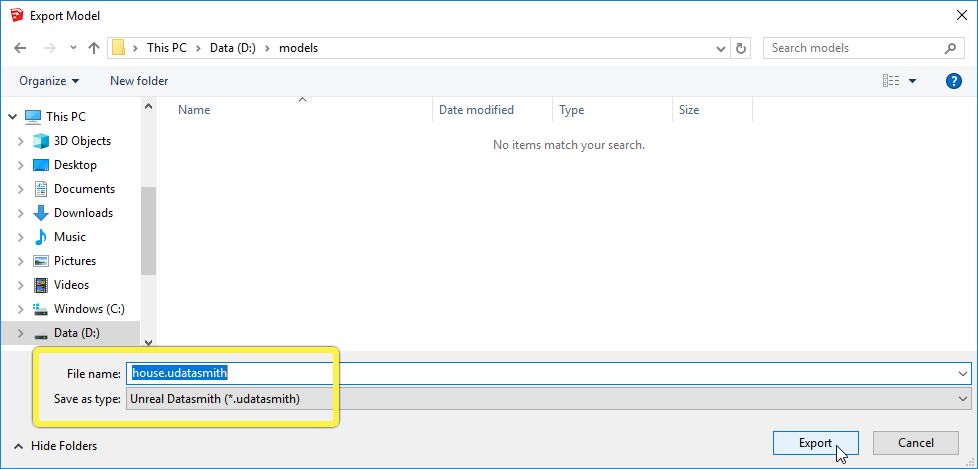 Export Model
This PC Data (D:) models
Search models
Organize New folder
?
Name Date modified Type Size
No items match your search.
This PC
3D Objects
Desktop
Documents
Downloads
Music
Pictures
Videos
Windows (C:)
Data (D:)
File name: house.udatasmith
Save as type: Unreal Datasmith (*.udatasmith)
Hide Folders
Export Cancel